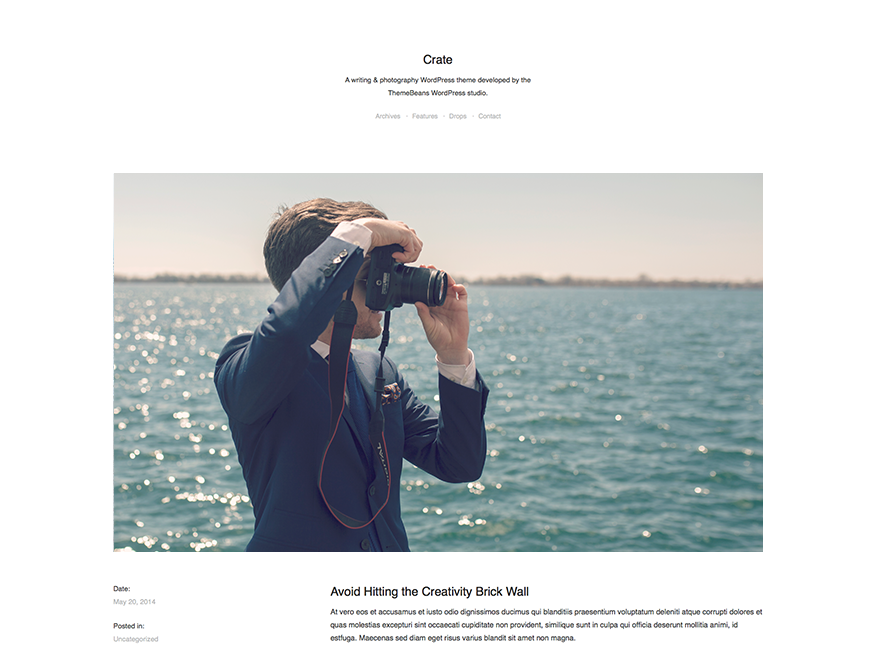 Crate
A writing & photography WordPress theme developed by the
ThemeBeans WordPress studio.
Archives · Features · Drops · Contact
DIGITAL
Date:
May 20, 2014
Posted in:
Uncategorized
Avoid Hitting the Creativity Brick Wall
At vero eos et accusamus et iusto odio dignissimos ducimus qui blanditiis praesentium voluptatum deleniti atque corrupti dolores et
quas molestias excepturi sint occaecati cupiditate non provident, similique sunt in culpa qui officia deserunt mollitia animi, id
estfuga. Maecenas sed diam eget risus varius blandit sit amet non magna.